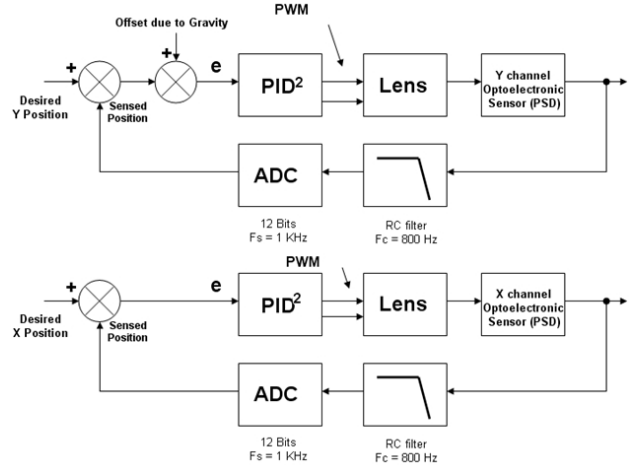 Offset due to Gravity
PWM
+
+
e
PID2
Lens
Y channel
Optoelectronic
Sensor (PSD)
Desired
Y Position
Sensed
Position
ADC
12 Bits
Fs = 1 KHz
RC filter
Fc = 800 Hz
PWM
+
e
PID2
Lens
X channel
Optoelectronic
Sensor (PSD)
Desired
X Position
Sensed
Position
ADC
12 Bits
Fs = 1 KHz
RC filter
Fc = 800 Hz